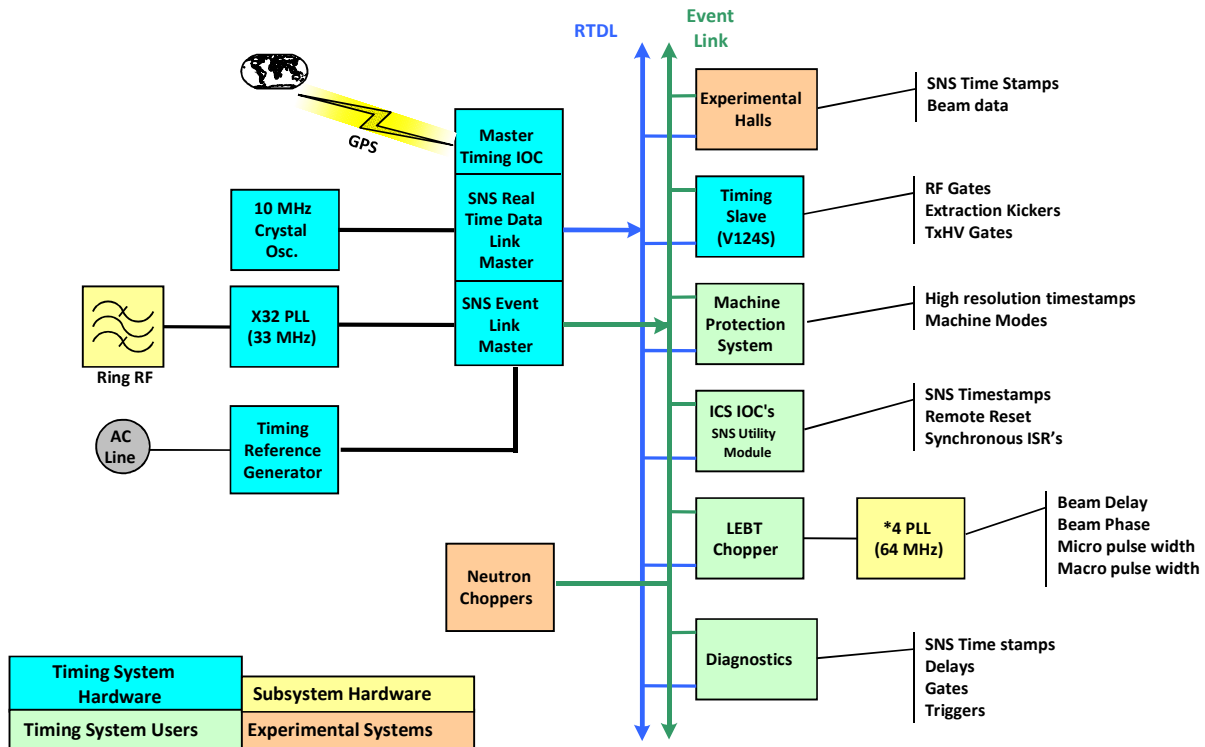 RTDL
Event
Link
GPS
Master
Timing IOC
SNS Real
Time Data
Link
Master
SNS Event
Link
Master
10 MHz
Crystal
Osc.
X32 PLL
(33 MHz)
Ring RF
AC
Line
Timing
Reference
Generator
Neutron
Choppers
Experimental
Halls
SNS Time Stamps
Beam data
Timing
Slave
(V124S)
RF Gates
Extraction Kickers
TxHV Gates
Machine
Protection
System
High resolution timestamps
Machine Modes
ICS IOC's
SNS Utility
Module
SNS Timestamps
Remote Reset
Synchronous ISR’s
LEBT
Chopper
*4 PLL
(64 MHz)
Beam Delay
Beam Phase
Micro pulse width
Macro pulse width
Diagnostics
SNS Time stamps
Delays
Gates
Triggers
Timing System
Hardware
Subsystem Hardware
Timing System Users
Experimental Systems